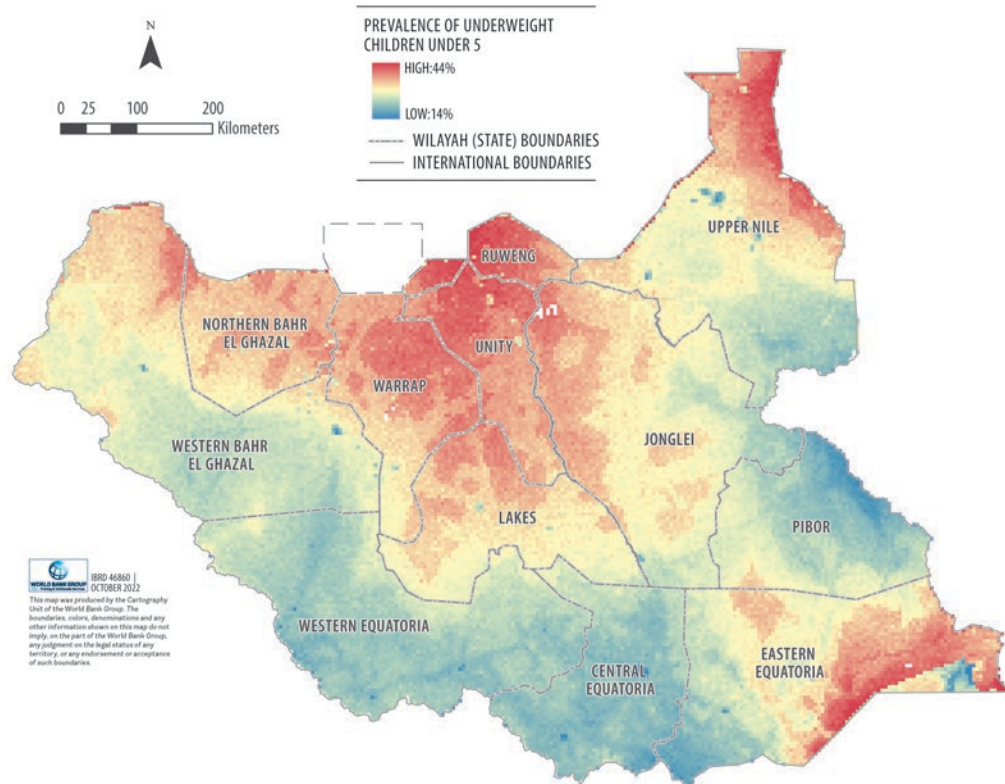 N
0 25 100 200
Kilometers
PREVALENCE OF UNDERWEIGHT
CHILDREN UNDER 5
HIGH:44%
LOW:14%
WILAYAH (STATE) BOUNDARIES
INTERNATIONAL BOUNDARIES
UPPER NILE
RUWENG
NORTHERN BAHR
EL GHAZAL
UNITY
WARRAP
JONGLEI
WESTERN BAHR
EL GHAZAL
LAKES
PIBOR
WESTERN EQUATORIA
EASTERN
EQUATORIA
CENTRAL
EQUATORIA
WORLD BANK GROUP
IBRD 46860 |
OCTOBER 2022
This map was produced by the Cartography
Unit of the World Bank Group. The
boundaries, colors, denominations and any
other information shown on this map do not
imply, on the part of the World Bank Group,
any judgment on the legal status of any
territory, or any endorsement or acceptance
of such boundaries.